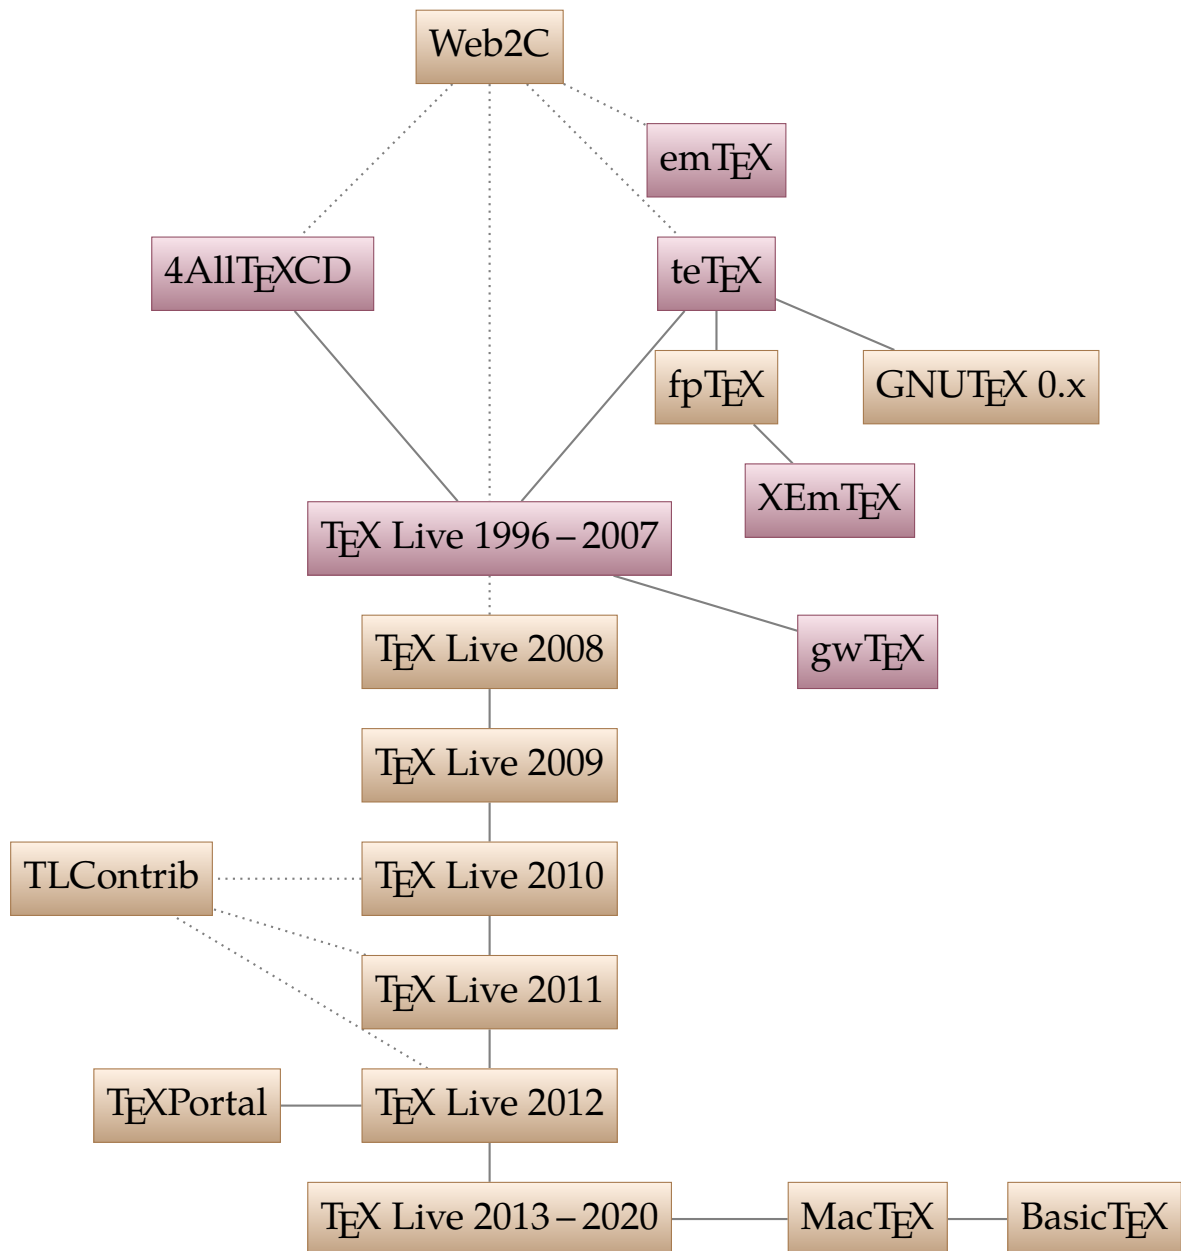 Web2C
emTEX
4AllTEXCD
teTEX
fpTEX
GNUTEX 0.x
XEmTEX
TEX Live 1996 – 2007
TEX Live 2008
gwTEX
TEX Live 2009
TLContrib
TEX Live 2010
TEX Live 2011
TEXPortal
TEX Live 2012
TEX Live 2013 – 2020
MacTEX
BasicTEX